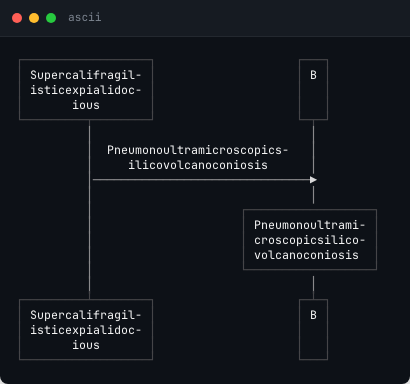 ascii
Supercalifragil-
isticexpialidoc-
ious
B
Pneumonoultramicroscopics-
ilicovolcanoconiosis
Pneumonoultrami-
croscopicsilico-
volcanoconiosis
Supercalifragil-
isticexpialidoc-
ious
B